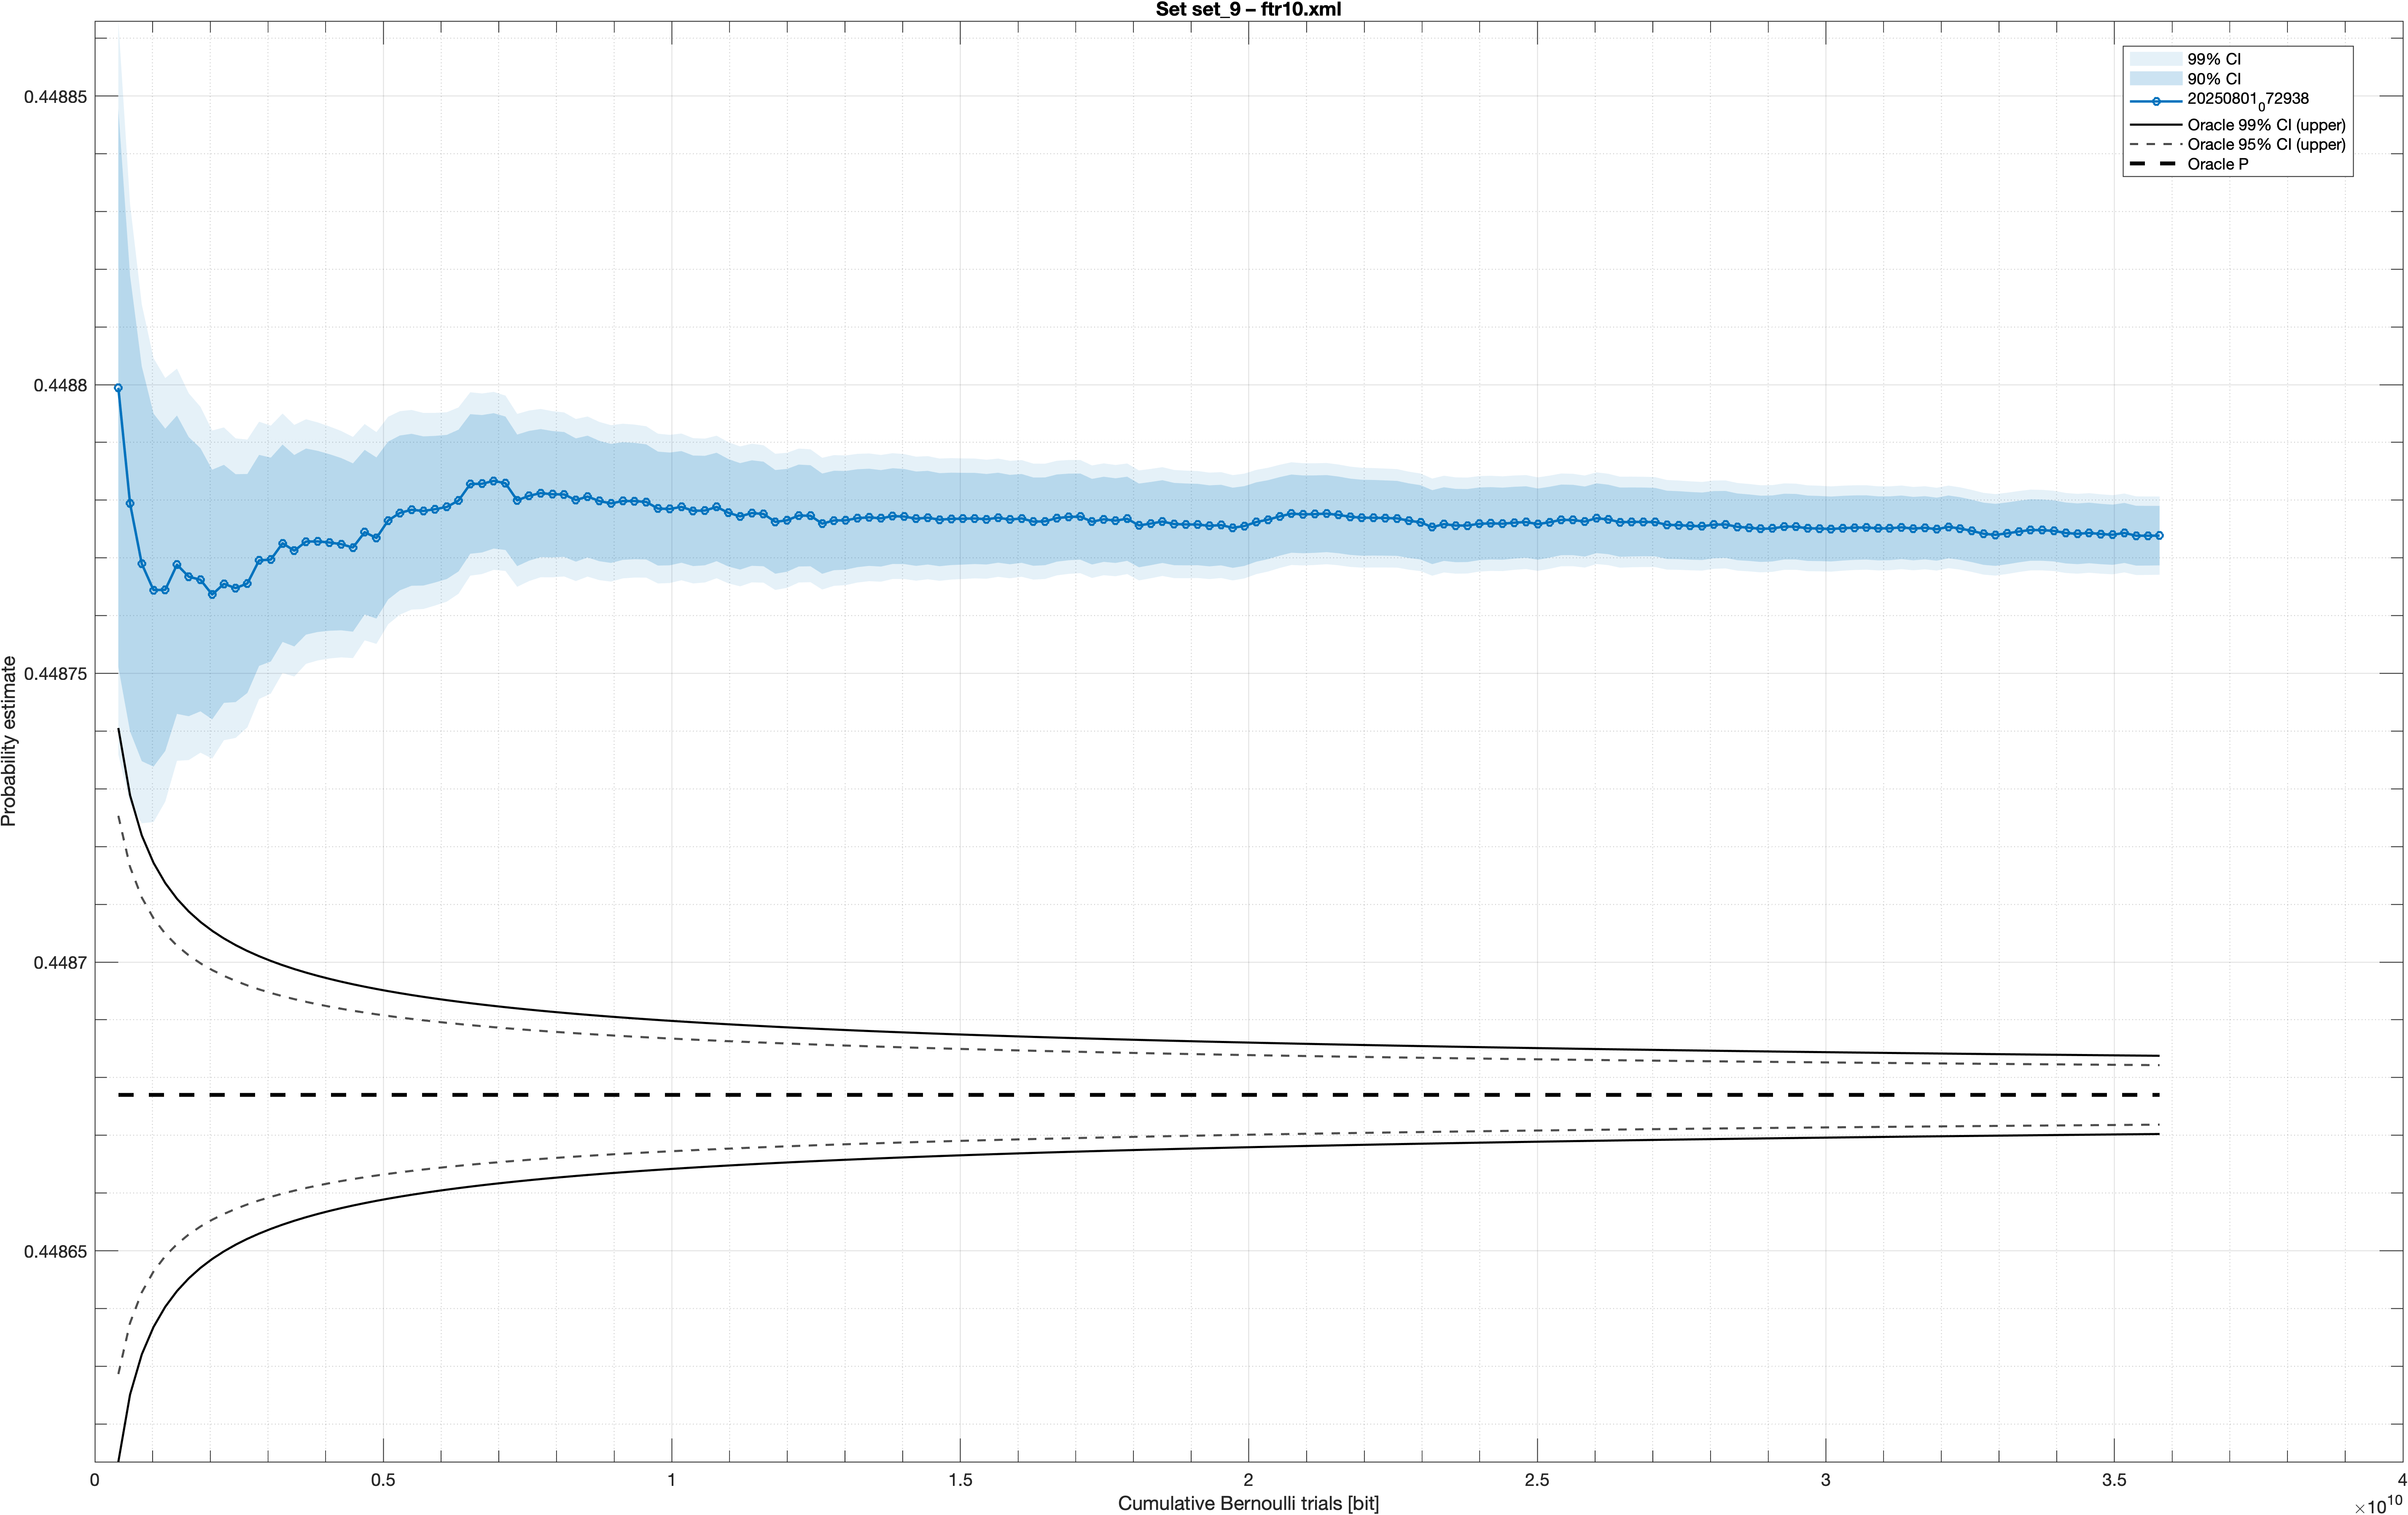 Set set_9 – ftr10.xml
99% CI
90% CI
20250801₀72938
Oracle 99% CI (upper)
Oracle 95% CI (upper)
Oracle P
Probability estimate
0.44885
0.4488
0.44875
0.4487
0.44865
0 0.5 1 1.5 2 2.5 3 3.5 4
Cumulative Bernoulli trials [bit]
×10¹⁰